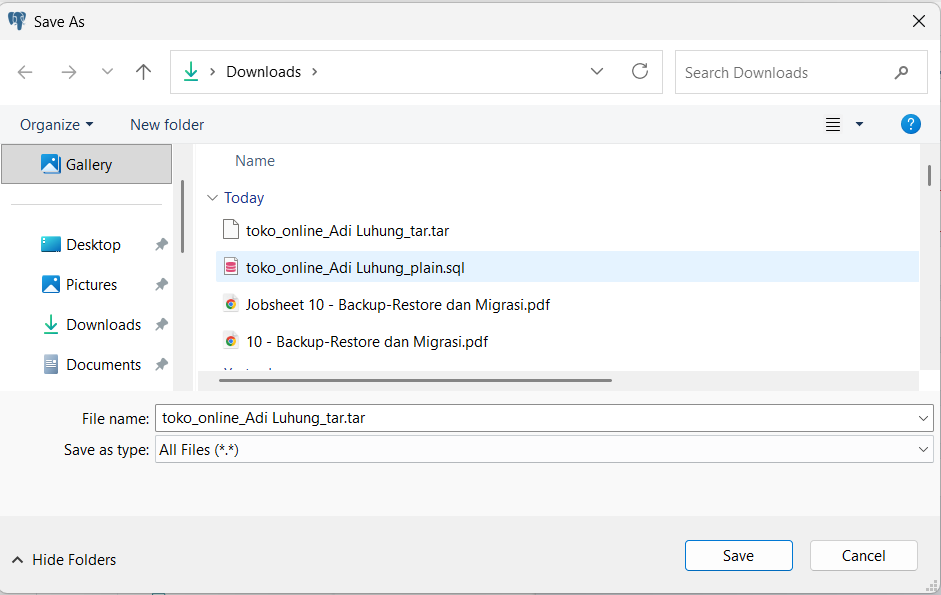 Save As
Downloads
Search Downloads
Organize
New folder
?
Gallery
Desktop
Pictures
Downloads
Documents
Name
Today
toko_online_Adi Luhung_tar.tar
toko_online_Adi Luhung_plain.sql
Jobsheet 10 - Backup-Restore dan Migrasi.pdf
10 - Backup-Restore dan Migrasi.pdf
File name: toko_online_Adi Luhung_tar.tar
Save as type: All Files (*.*)
Hide Folders
Save
Cancel